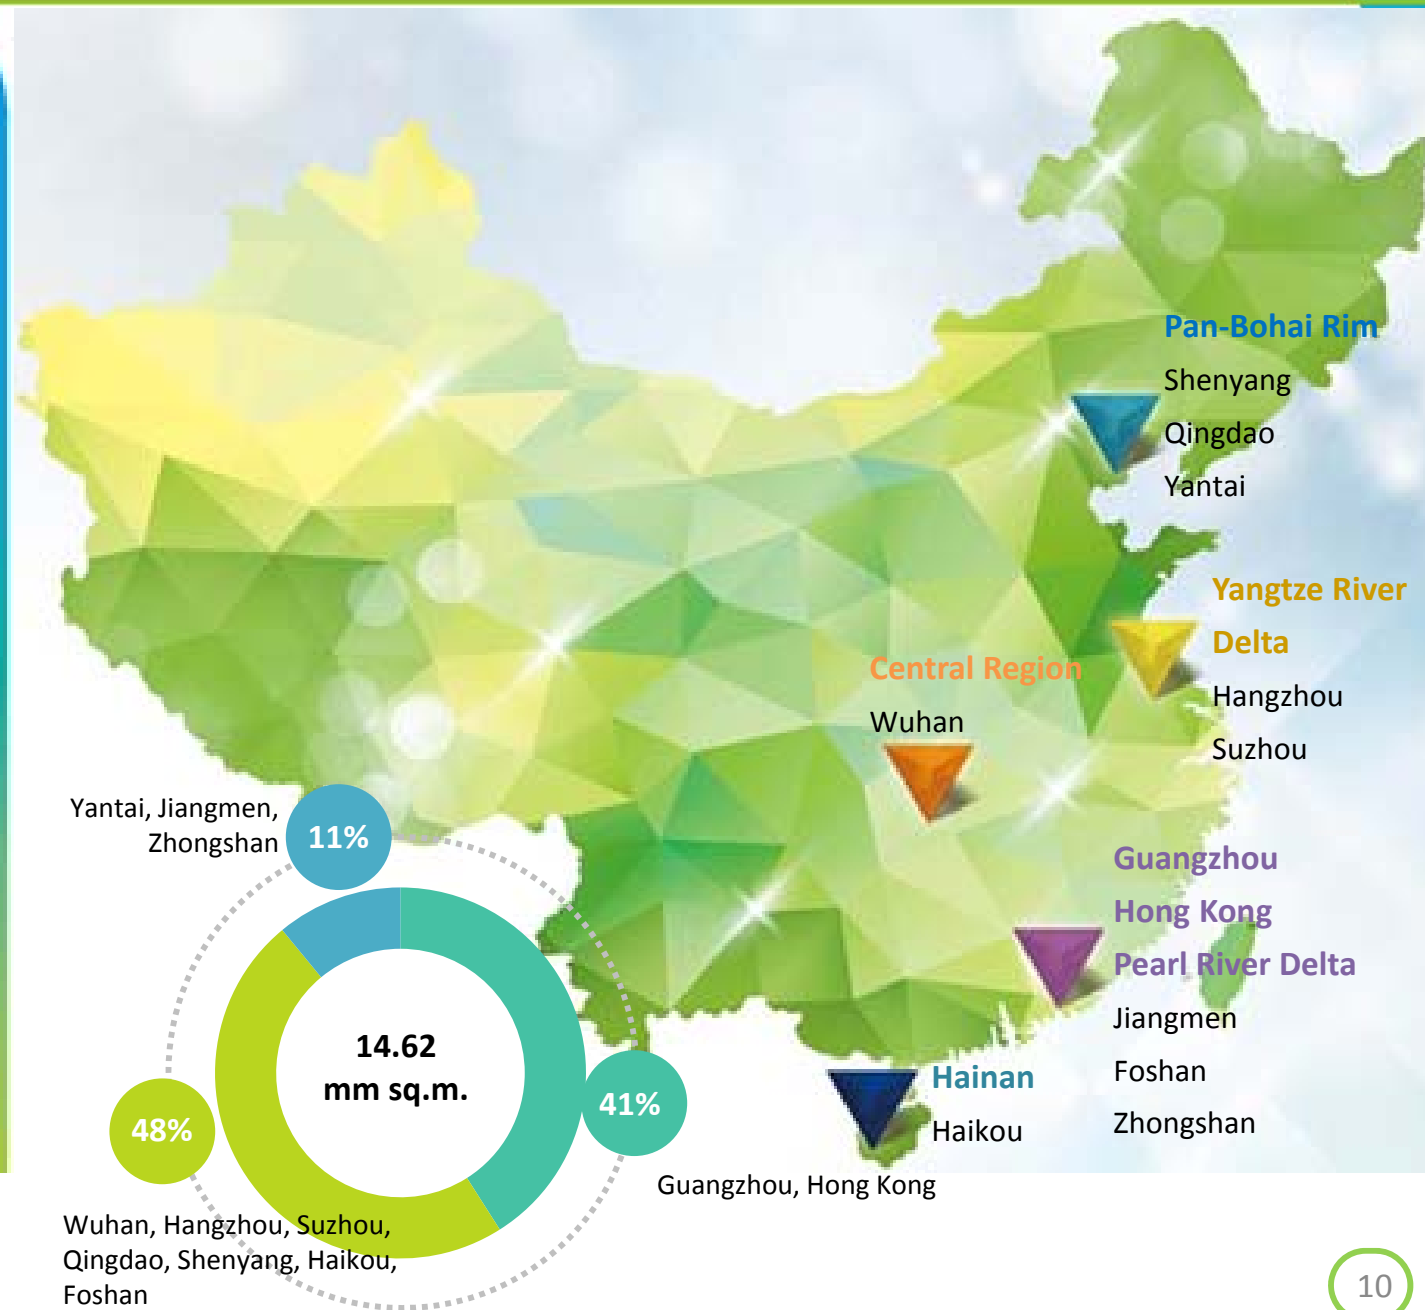 Pan-Bohai Rim
Shenyang
Qingdao
Yantai
Yangtze River
Delta
Hangzhou
Suzhou
Central Region
Wuhan
Guangzhou
Hong Kong
Pearl River Delta
Jiangmen
Foshan
Zhongshan
Hainan
Haikou
Yantai, Jiangmen,
Zhongshan
11%
14.62
mm sq.m.
48%
41%
Guangzhou, Hong Kong
Wuhan, Hangzhou, Suzhou,
Qingdao, Shenyang, Haikou,
Foshan
10